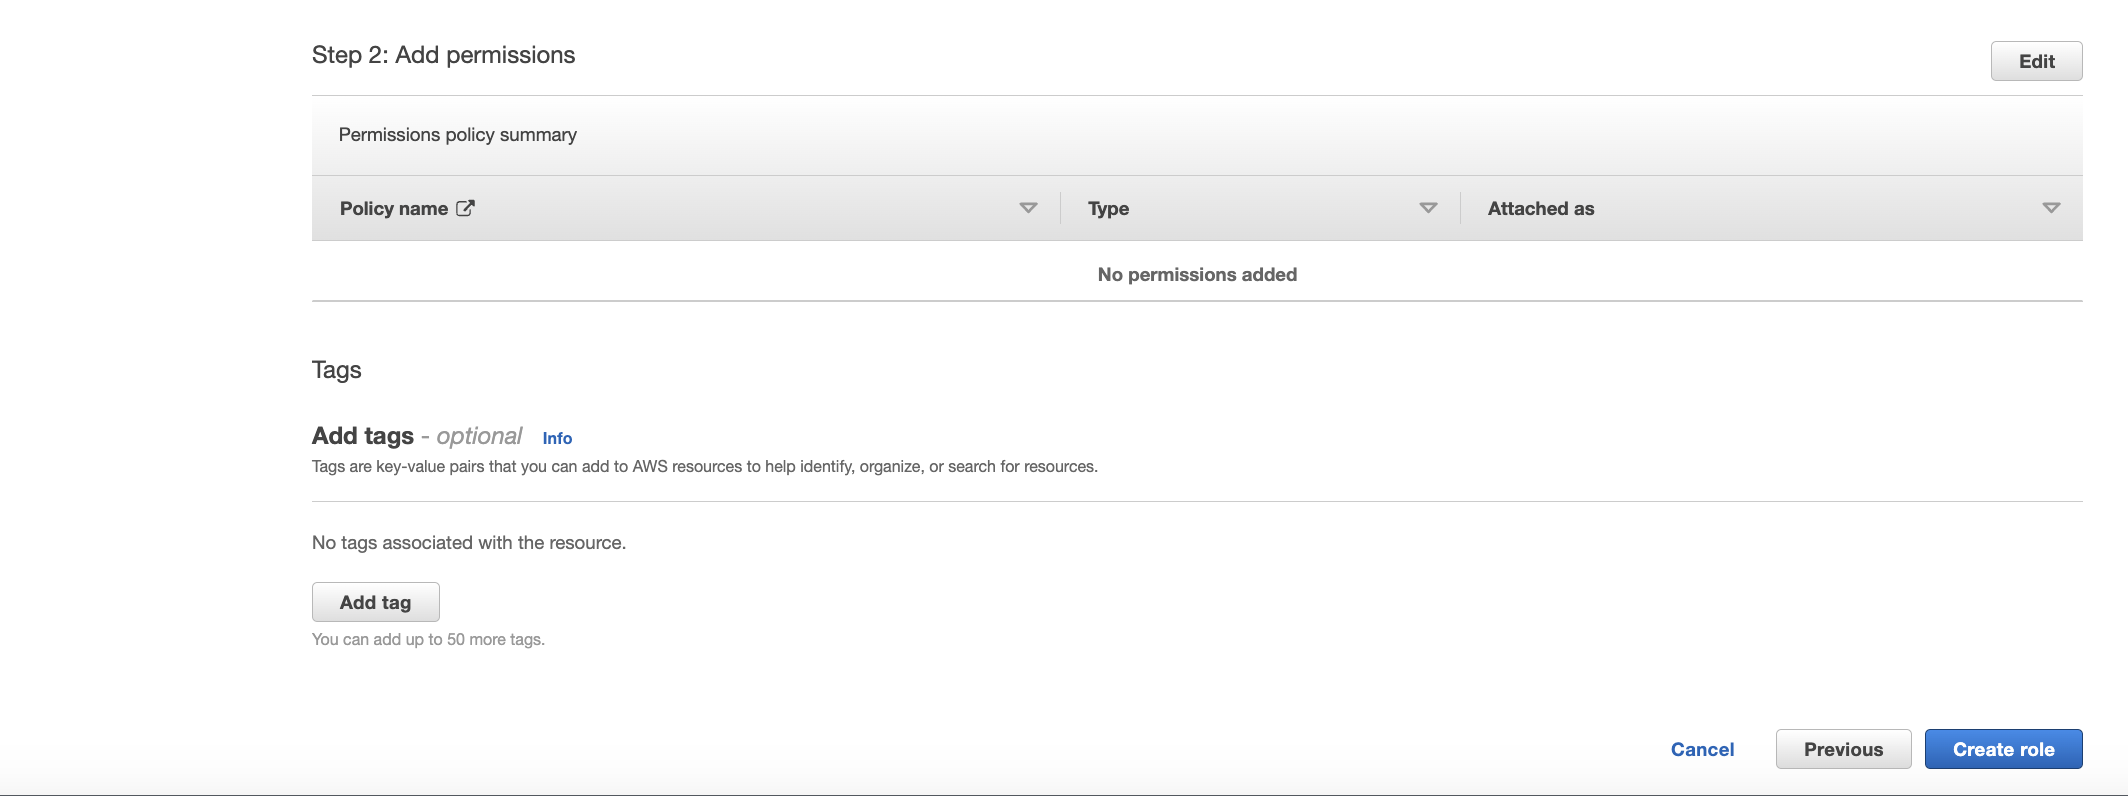 Step 2: Add permissions
Edit
Permissions policy summary
Policy name Type Attached as
No permissions added
Tags
Add tags - optional Info
Tags are key-value pairs that you can add to AWS resources to help identify, organize, or search for resources.
No tags associated with the resource.
Add tag
You can add up to 50 more tags.
Cancel Previous Create role